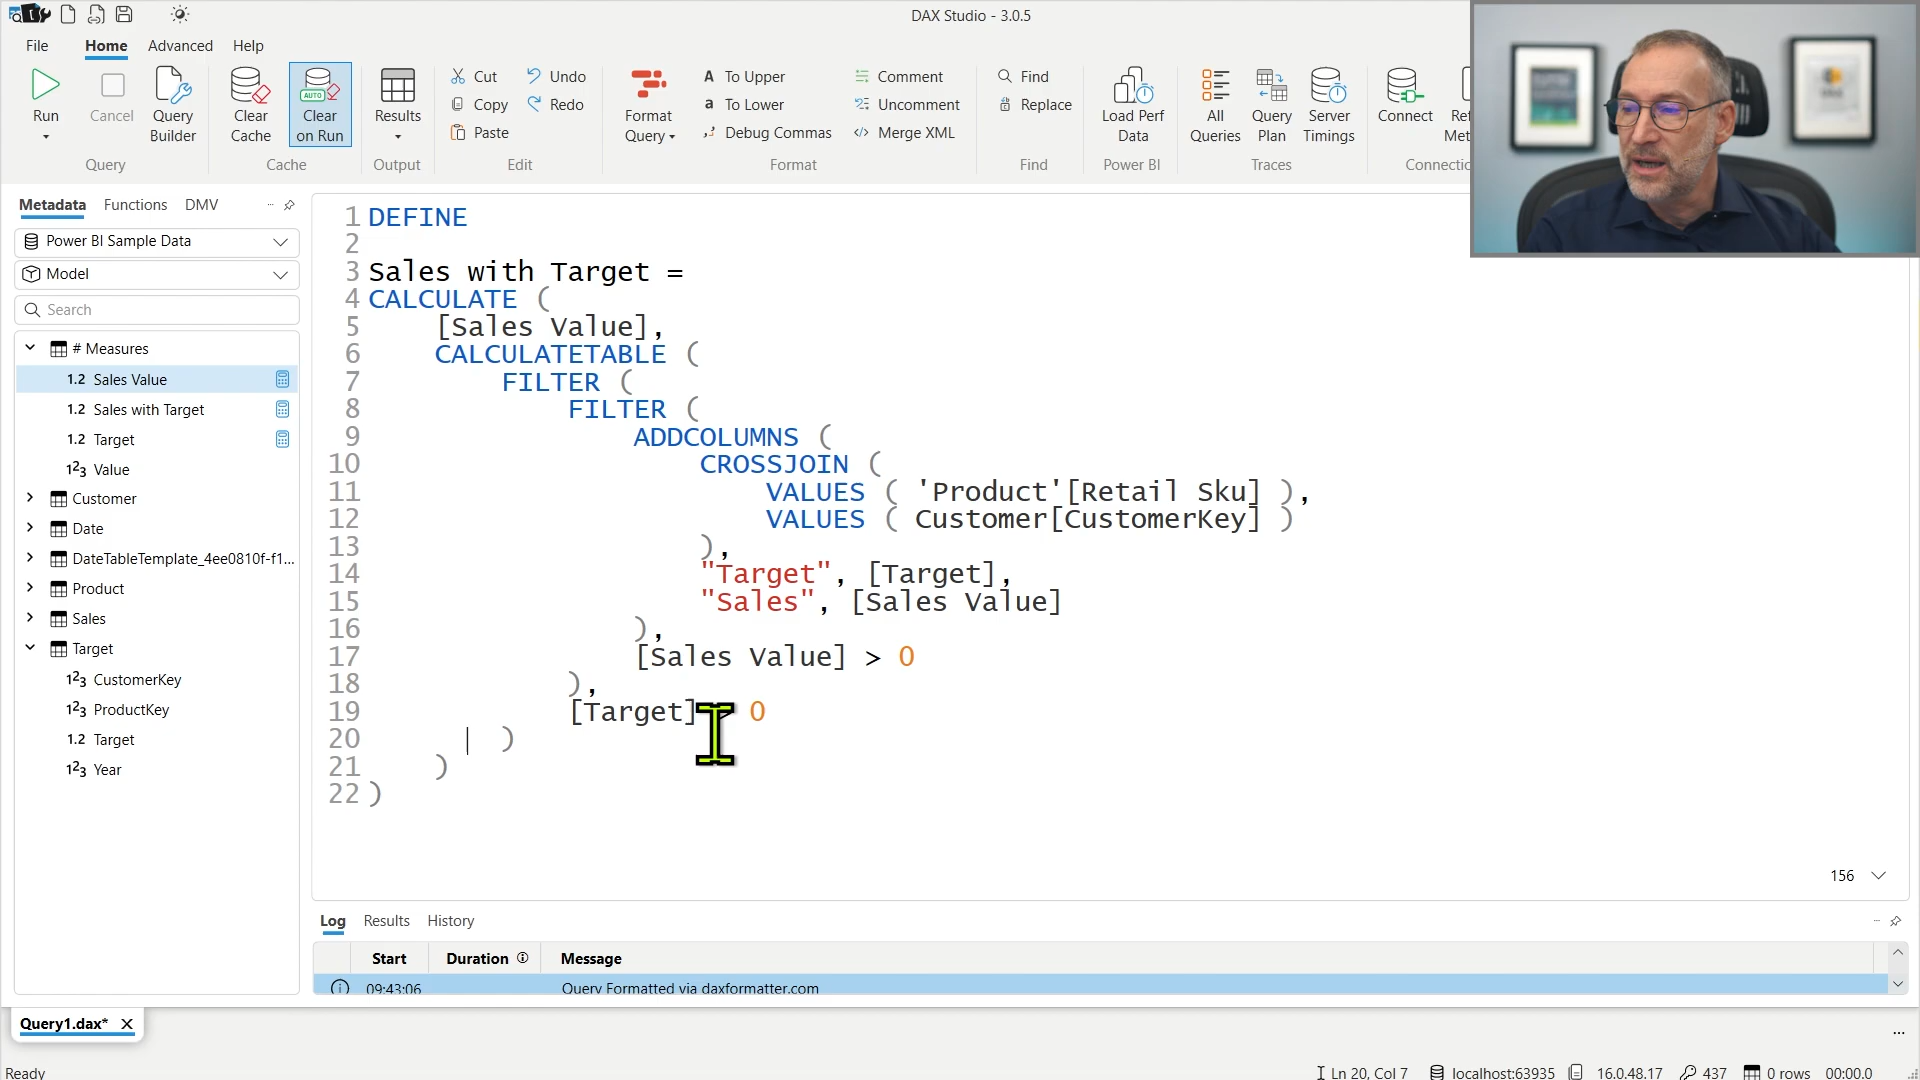 DAX Studio - 3.0.5
File Home Advanced Help
Run
Cancel
Query Builder
Query
Clear Cache
AUTO
Clear on Run
Cache
Results
Output
Cut
Copy
Paste
Undo
Redo
Edit
Format Query
To Upper
To Lower
Debug Commas
Comment
Uncomment
Merge XML
Format
Find
Replace
Find
Load Perf Data
Power BI
All Queries
Query Plan
Server Timings
Traces
Connect
Metadata Functions DMV
Power BI Sample Data
Model
Search
# Measures
1.2 Sales Value
1.2 Sales with Target
1.2 Target
123 Value
Customer
Date
DateTableTemplate_4ee0810f-f1...
Product
Sales
Target
123 CustomerKey
123 ProductKey
1.2 Target
123 Year
1 DEFINE
2
3 Sales with Target =
4 CALCULATE (
5 [Sales Value],
6 CALCULATETABLE (
7 FILTER (
8 FILTER (
9 ADDCOLUMNS (
10 CROSSJOIN (
11 VALUES ( 'Product'[Retail Sku] ),
12 VALUES ( Customer[CustomerKey] )
13 ),
14 "Target", [Target],
15 "Sales", [Sales Value]
16 ),
17 [Sales Value] > 0
18 ),
19 [Target] 0
20 )
21 )
22 )
156
Log Results History
Start Duration Message
09:43:06 Query Formatted via daxformatter.com
Query1.dax* ×
Ready
Ln 20, Col 7 localhost:63935 16.0.48.17 437 0 rows 00:00.0